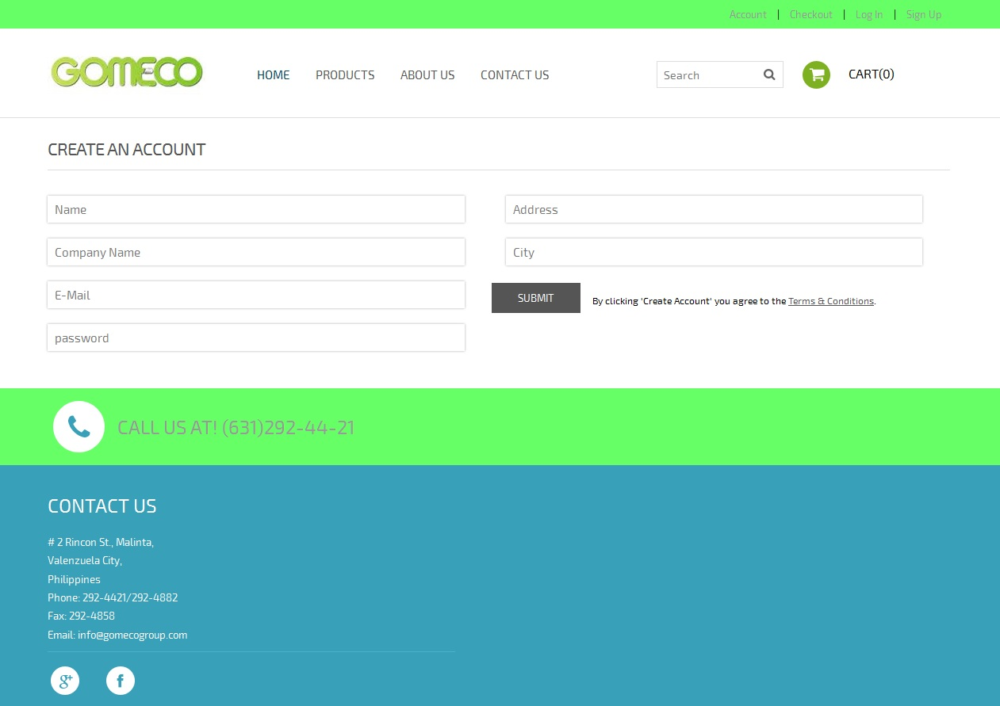 Account | Checkout | Log In | Sign Up
GOMECO HOME PRODUCTS ABOUT US CONTACT US Search CART(0)
CREATE AN ACCOUNT
Name
Address
Company Name
City
E-Mail
SUBMIT By clicking 'Create Account' you agree to the Terms & Conditions.
password
CALL US AT! (631)292-44-21
CONTACT US
# 2 Rincon St., Malinta,
Valenzuela City,
Philippines
Phone: 292-4421/292-4882
Fax: 292-4858
Email: info@gomecogroup.com
g+ f